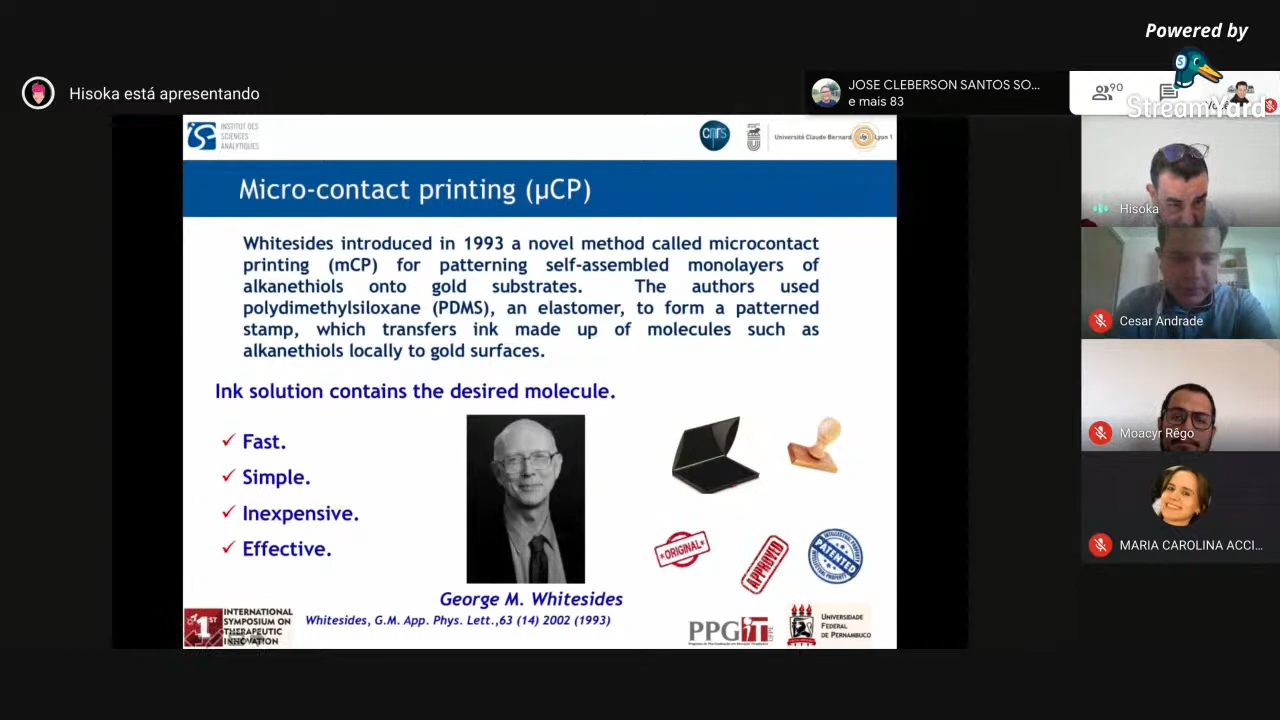 Powered by
StreamYard
Hisoka está apresentando
JOSE CLEBERSON SANTOS SO...
e mais 83
90
INSTITUT DES
SCIENCES
ANALYTIQUES
cnrs
Université Claude Bernard Lyon 1
Micro-contact printing (µCP)
Whitesides introduced in 1993 a novel method called microcontact
printing (mCP) for patterning self-assembled monolayers of
alkanethiols onto gold substrates. The authors used
polydimethylsiloxane (PDMS), an elastomer, to form a patterned
stamp, which transfers ink made up of molecules such as
alkanethiols locally to gold surfaces.
Ink solution contains the desired molecule.
✓ Fast.
✓ Simple.
✓ Inexpensive.
✓ Effective.
ORIGINAL
APPROVED
PATENTED
George M. Whitesides
Whitesides, G.M. App. Phys. Lett.,63 (14) 2002 (1993)
1ST
INTERNATIONAL
SYMPOSIUM ON
THERAPEUTIC
INNOVATION
PPGIT
UFPE
UNIVERSIDADE
FEDERAL
DE PERNAMBUCO
Hisoka
Cesar Andrade
Moacyr Rêgo
MARIA CAROLINA ACCI...